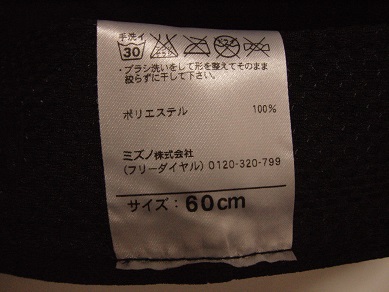 手洗イ
30
・ブラシ洗いをして形を整えてそのまま
絞らずに干して下さい。
ポリエステル 100%
ミズノ株式会社
(フリーダイヤル) 0120-320-799
サイズ: 60cm